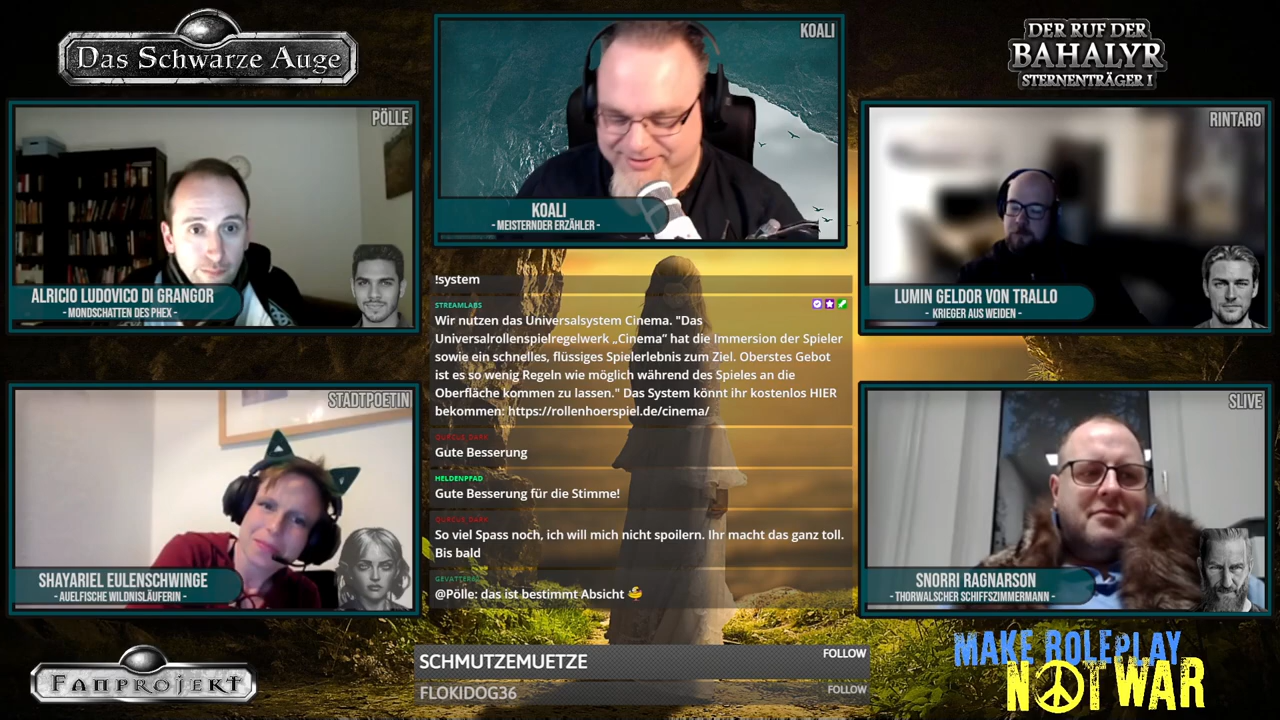 Das Schwarze Auge
KOALI
DER RUF DER
BAHALYR
STERNENTRÄGER I
PÖLLE
RINTARO
KOALI
- MEISTERNDER ERZÄHLER -
ALRICIO LUDOVICO DI GRANGOR
- MONDSCHATTEN DES PHEX -
LUMIN GELDOR VON TRALLO
- KRIEGER AUS WEIDEN -
!system
STREAMLABS
Wir nutzen das Universalsystem Cinema. "Das
Universalrollenspielregelwerk „Cinema“ hat die Immersion der Spieler
sowie ein schnelles, flüssiges Spielerlebnis zum Ziel. Oberstes Gebot
ist es so wenig Regeln wie möglich während des Spieles an die
Oberfläche kommen zu lassen." Das System könnt ihr kostenlos HIER
bekommen: https://rollenhoerspiel.de/cinema/
QURCUS_DARK
Gute Besserung
HELDENPFAD
Gute Besserung für die Stimme!
QURCUS_DARK
So viel Spass noch, ich will mich nicht spoilern. Ihr macht das ganz toll.
Bis bald
@Pölle: das ist bestimmt Absicht
STADTPOETIN
SLIVE
SHAYARIEL EULENSCHWINGE
- AUELFISCHE WILDNISLÄUFERIN -
SNORRI RAGNARSON
- THORWALSCHER SCHIFFSZIMMERMANN -
FANPROJEKT
SCHMUTZEMUETZE
FOLLOW
FLOKIDOG36
FOLLOW
MAKE ROLEPLAY
NOT WAR